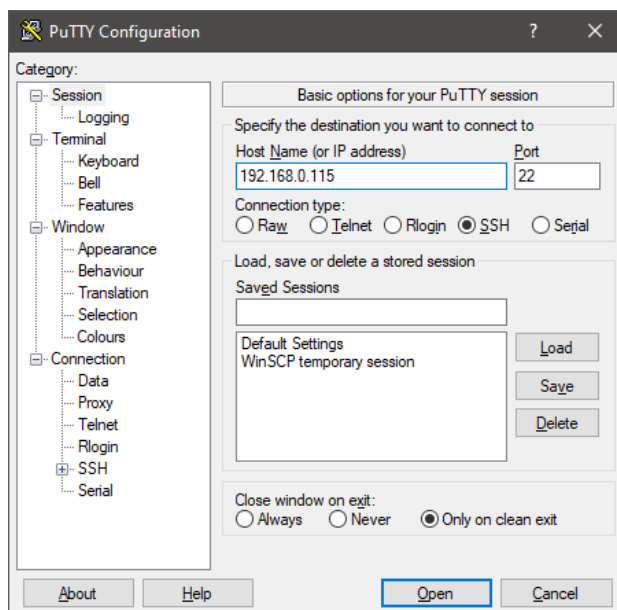 PuTTY Configuration
?
Category:
Session
Logging
Terminal
Keyboard
Bell
Features
Window
Appearance
Behaviour
Translation
Selection
Colours
Connection
Data
Proxy
Telnet
Rlogin
SSH
Serial
Basic options for your PuTTY session
Specify the destination you want to connect to
Host Name (or IP address) Port
192.168.0.115 22
Connection type:
Raw Telnet Rlogin SSH Serial
Load, save or delete a stored session
Saved Sessions
Default Settings
WinSCP temporary session
Load
Save
Delete
Close window on exit:
Always Never Only on clean exit
About Help Open Cancel